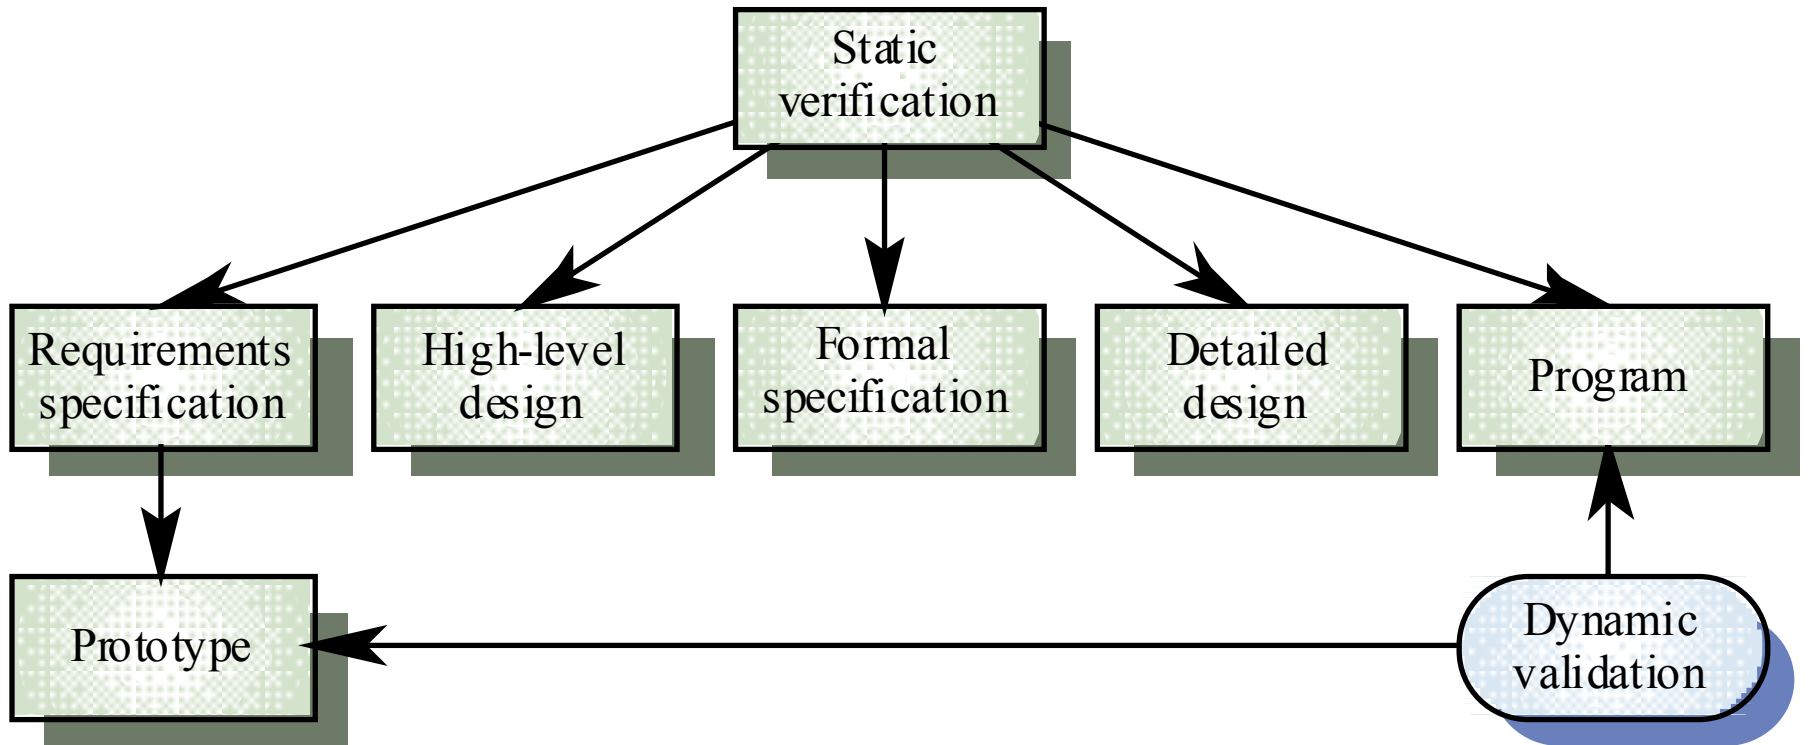 Static
verification
Requirements
specification
High-level
design
Formal
specification
Detailed
design
Program
Prototype
Dynamic
validation